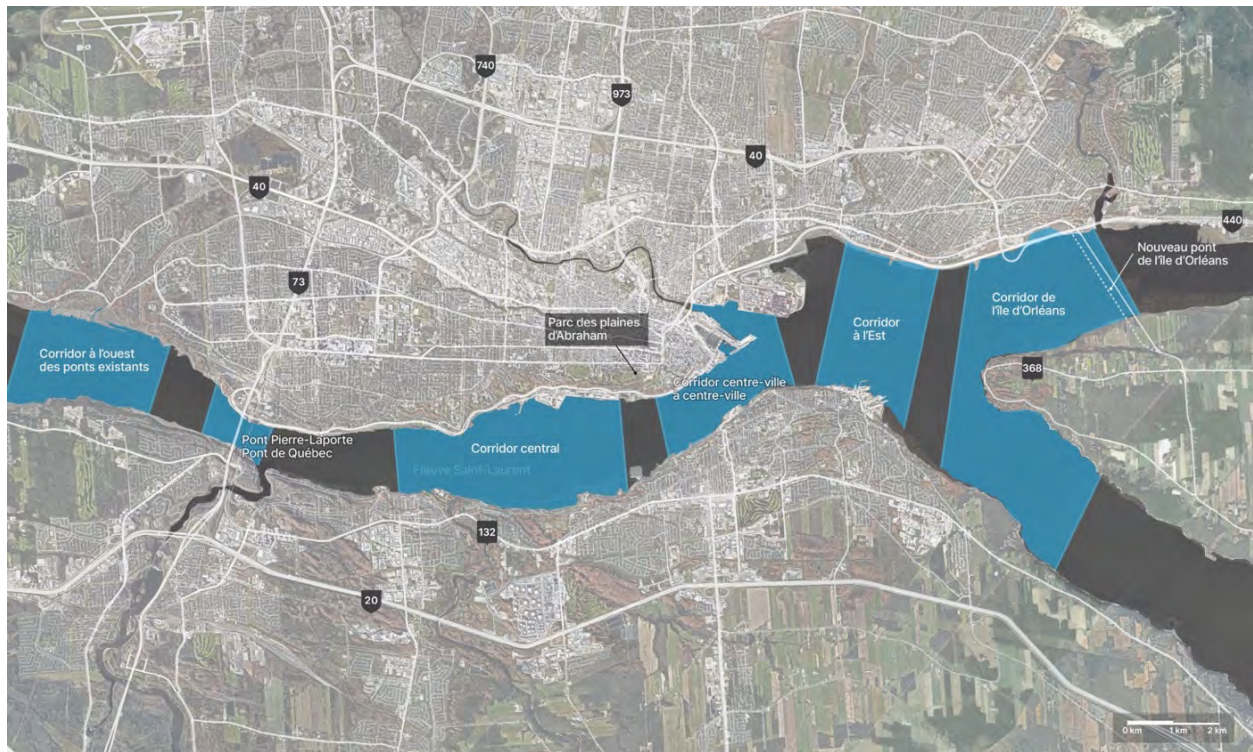 740
973
40
40
440
Nouveau pont
de l'île d'Orléans
73
Corridor de
l'île d'Orléans
Parc des plaines
d'Abraham
Corridor
à l'Est
Corridor à l'ouest
des ponts existants
368
Corridor centre-ville
à centre-ville
Pont Pierre-Laporte
Pont de Québec
Corridor central
Fleuve Saint-Laurent
132
20
0 km 1 km 2 km